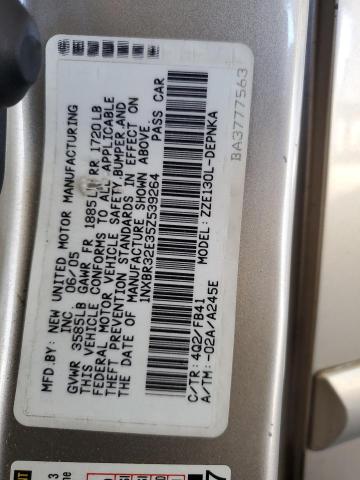 MFD.BY: NEW UNITED MOTOR MANUFACTURING
INC. 06/05
GVWR 3585LB GAWR FR 1885LB RR 1720LB
THIS VEHICLE CONFORMS TO ALL APPLICABLE
FEDERAL MOTOR VEHICLE SAFETY, BUMPER, AND
THEFT PREVENTION STANDARDS IN EFFECT ON
THE DATE OF MANUFACTURE SHOWN ABOVE.
1NXBR32E35Z539264 PASS CAR
C/TR: 4Q2/FB41 MODEL: ZZE130L-DEPNKA
A/TM: -02A/A245E
BA3777563